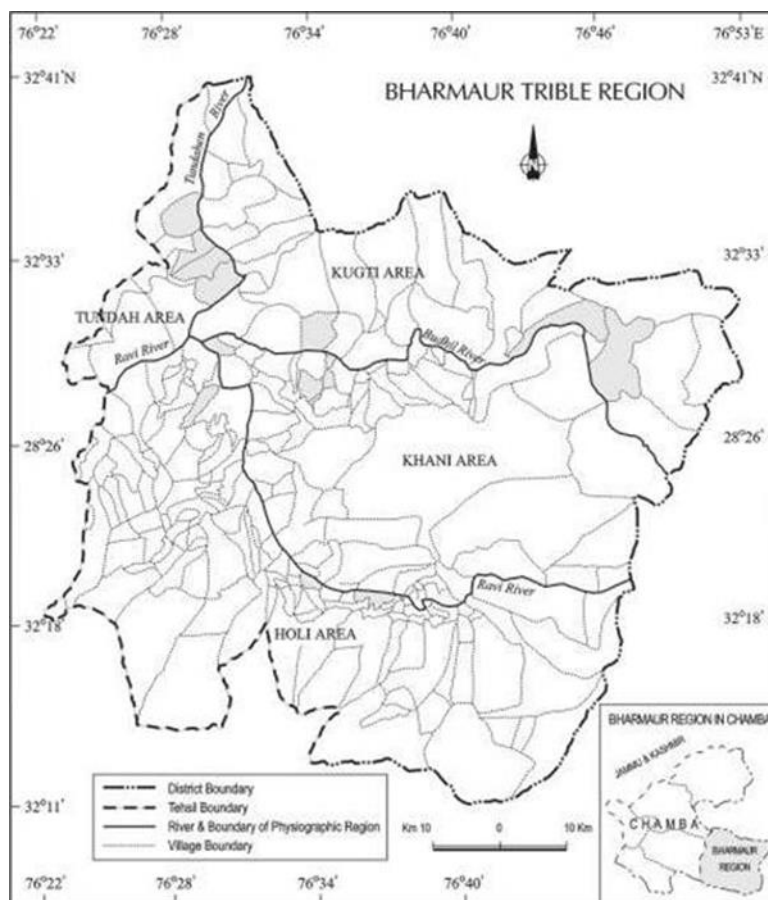 76°22' 76°28' 76°34' 76°40' 76°46' 76°53' E
32°41' N 32°41' N
BHARMAUR TRIBLE REGION
Tundahen River
N
32°33' 32°33'
KUGTI AREA
TUNDAH AREA
Ravi River
Budhil River
28°26' 28°26'
KHANI AREA
Ravi River
32°18' 32°18'
HOLI AREA
BHARMAUR REGION IN CHAMBA
JAMMU & KASHMIR
CHAMBA
BHARMAUR
REGION
District Boundary
Tehsil Boundary
River & Boundary of Physiographic Region
Village Boundary
Km 10 0 10 Km
32°11' 32°11'
76°22' 76°28' 76°34' 76°40'